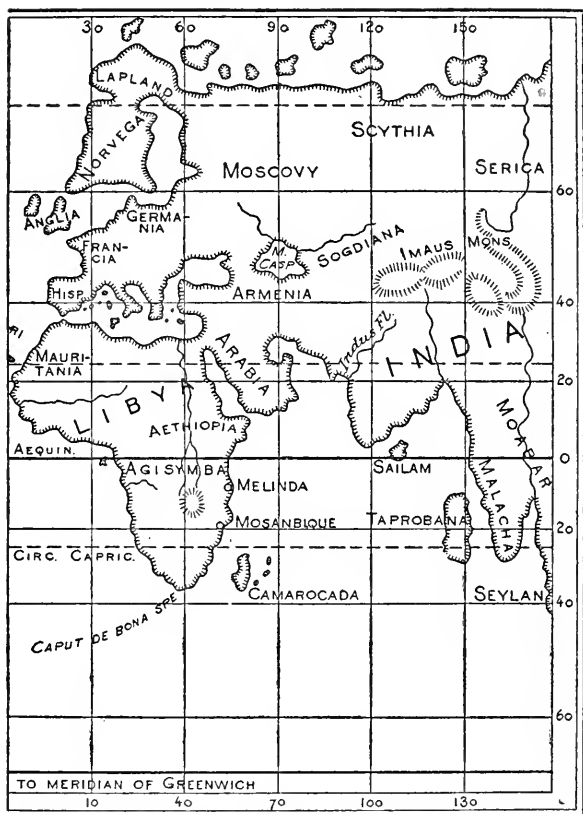 30 60 90 120 150
LAPLAND
NORVEGA
SCYTHIA
MOSCOVY
SERICA
60
ANGLIA
GERMA-
NIA
FRAN-
CIA
M.
CASP
SOGDIANA
IMAUS MONS
HISP.
ARMENIA
40
RI
MAURI-
TANIA
ARABIA
Indus Fl.
INDIA
20
LIBYA
AETHIOPIA
MOABAR
AEQUIN.
AGISYMBA
SAILAM
0
MALACHA
MELINDA
MOSANBIQUE
TAPROBANA
20
CIRC. CAPRIC.
CAMAROCADA
SEYLAN
40
CAPUT DE BONA SPE
60
TO MERIDIAN OF GREENWICH
10 40 70 100 130